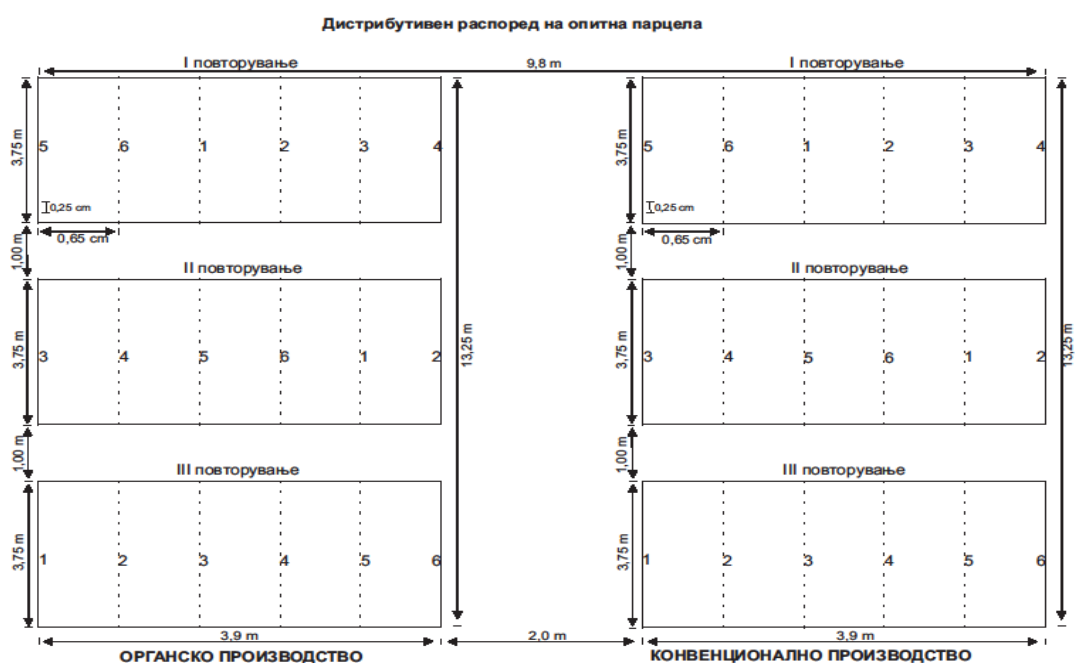 Дистрибутивен распоред на опитна парцела
I повторување 9,8 m I повторување
3,75 m 5 6 1 2 3 4 3,75 m 5 6 1 2 3 4
0,25 cm 0,25 cm
0,65 cm 0,65 cm
1,00 m 1,00 m
II повторување II повторување
3,75 m 3 4 5 6 1 2 13,25 m 3,75 m 3 4 5 6 1 2 13,25 m
1,00 m 1,00 m
III повторување III повторување
3,75 m 1 2 3 4 5 6 3,75 m 1 2 3 4 5 6
3,9 m 2,0 m 3,9 m
ОРГАНСКО ПРОИЗВОДСТВО КОНВЕНЦИОНАЛНО ПРОИЗВОДСТВО